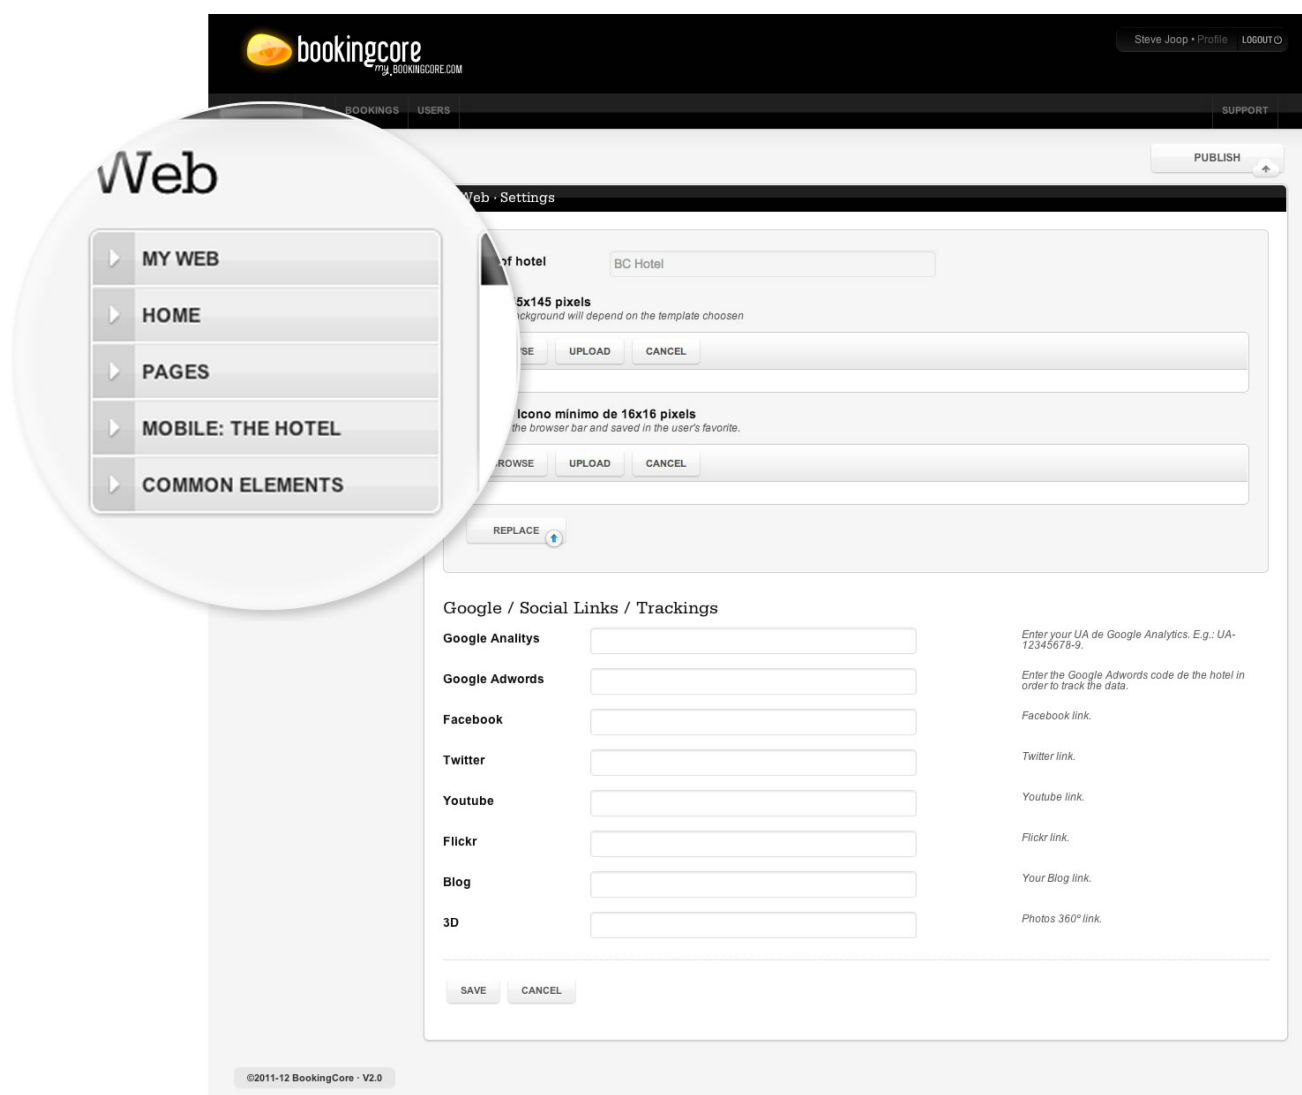 bookingcore
my.BOOKINGCORE.COM
Steve Joop • Profile LOGOUT
BOOKINGS USERS SUPPORT
PUBLISH
Web
MY WEB
HOME
PAGES
MOBILE: THE HOTEL
COMMON ELEMENTS
Web · Settings
of hotel BC Hotel
5x145 pixels
will depend on the template choosen
UPLOAD CANCEL
Icono mínimo de 16x16 pixels
the browser bar and saved in the user's favorite.
UPLOAD CANCEL
REPLACE
Google / Social Links / Trackings
Google Analitys Enter your UA de Google Analytics. E.g.: UA-
12345678-9.
Google Adwords Enter the Google Adwords code de the hotel in
order to track the data.
Facebook Facebook link.
Twitter Twitter link.
Youtube Youtube link.
Flickr Flickr link.
Blog Your Blog link.
3D Photos 360º link.
SAVE CANCEL
©2011-12 BookingCore · V2.0